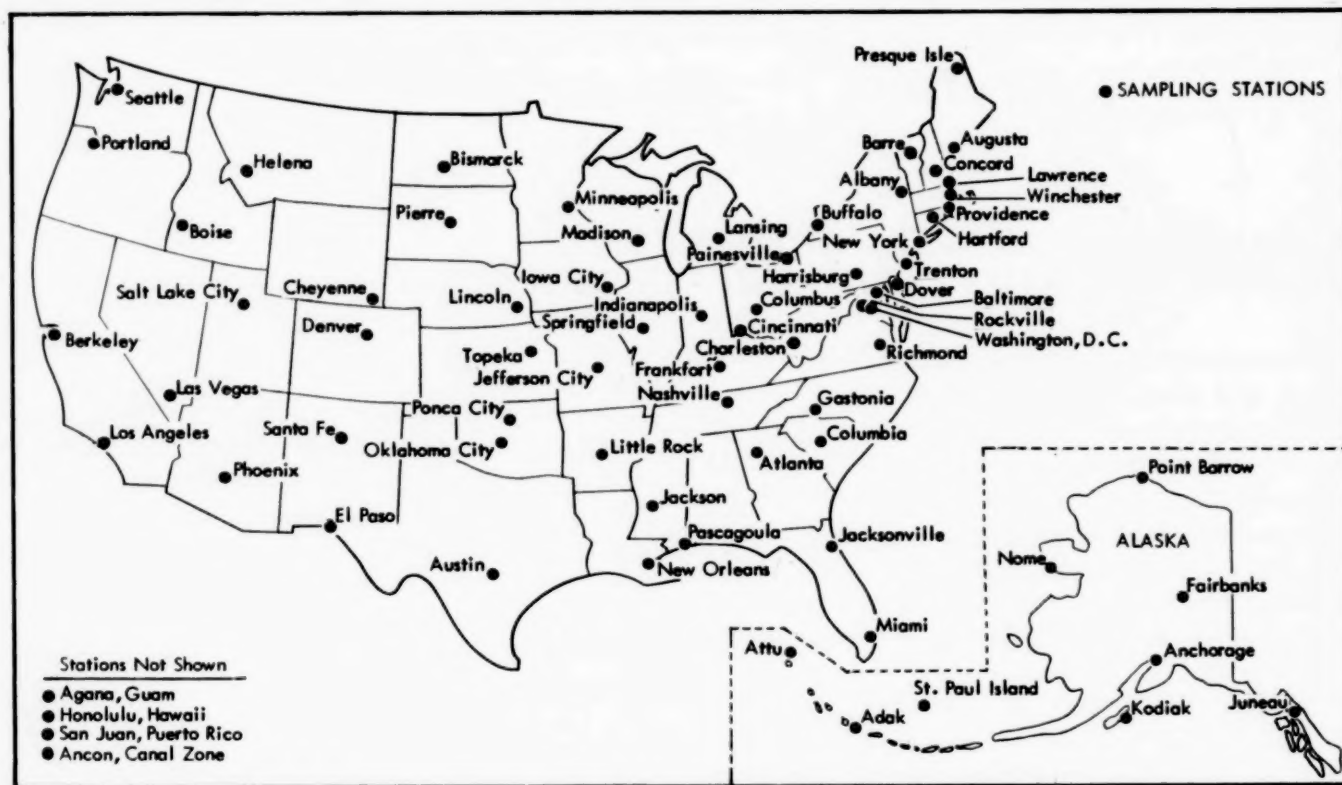 Presque Isle
● SAMPLING STATIONS
Seattle
Portland
Helena
Bismarck
Barre
Augusta
Concord
Lawrence
Albany
Winchester
Minneapolis
Pierre
Boise
Madison
Lansing
Buffalo
Providence
New York
Hartford
Painesville
Iowa City
Harrisburg
Trenton
Dover
Salt Lake City
Cheyenne
Lincoln
Indianapolis
Columbus
Baltimore
Denver
Springfield
Cincinnati
Rockville
Berkeley
Charleston
Washington, D.C.
Topeka
Richmond
Jefferson City
Frankfort
Las Vegas
Nashville
Ponca City
Gastonia
Los Angeles
Santa Fe
Oklahoma City
Little Rock
Columbia
Atlanta
Phoenix
Point Barrow
Jackson
El Paso
Pascagoula
Jacksonville
ALASKA
Austin
New Orleans
Nome
Fairbanks
Miami
Attu
Anchorage
Stations Not Shown
St. Paul Island
● Agana, Guam
Adak
Kodiak
Juneau
● Honolulu, Hawaii
● San Juan, Puerto Rico
● Ancon, Canal Zone